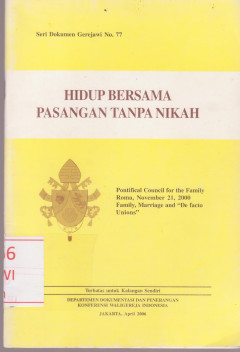 Seri Dokumen Gerejawi No. 77
HIDUP BERSAMA
PASANGAN TANPA NIKAH
Pontifical Council for the Family
Roma, November 21, 2000
Family, Marriage and "De facto
Unions"
66
WI
Terbatas untuk Kalangan Sendiri
DEPARTEMEN DOKUMENTASI DAN PENERANGAN
KONFERENSI WALIGEREJA INDONESIA
JAKARTA, April 2006